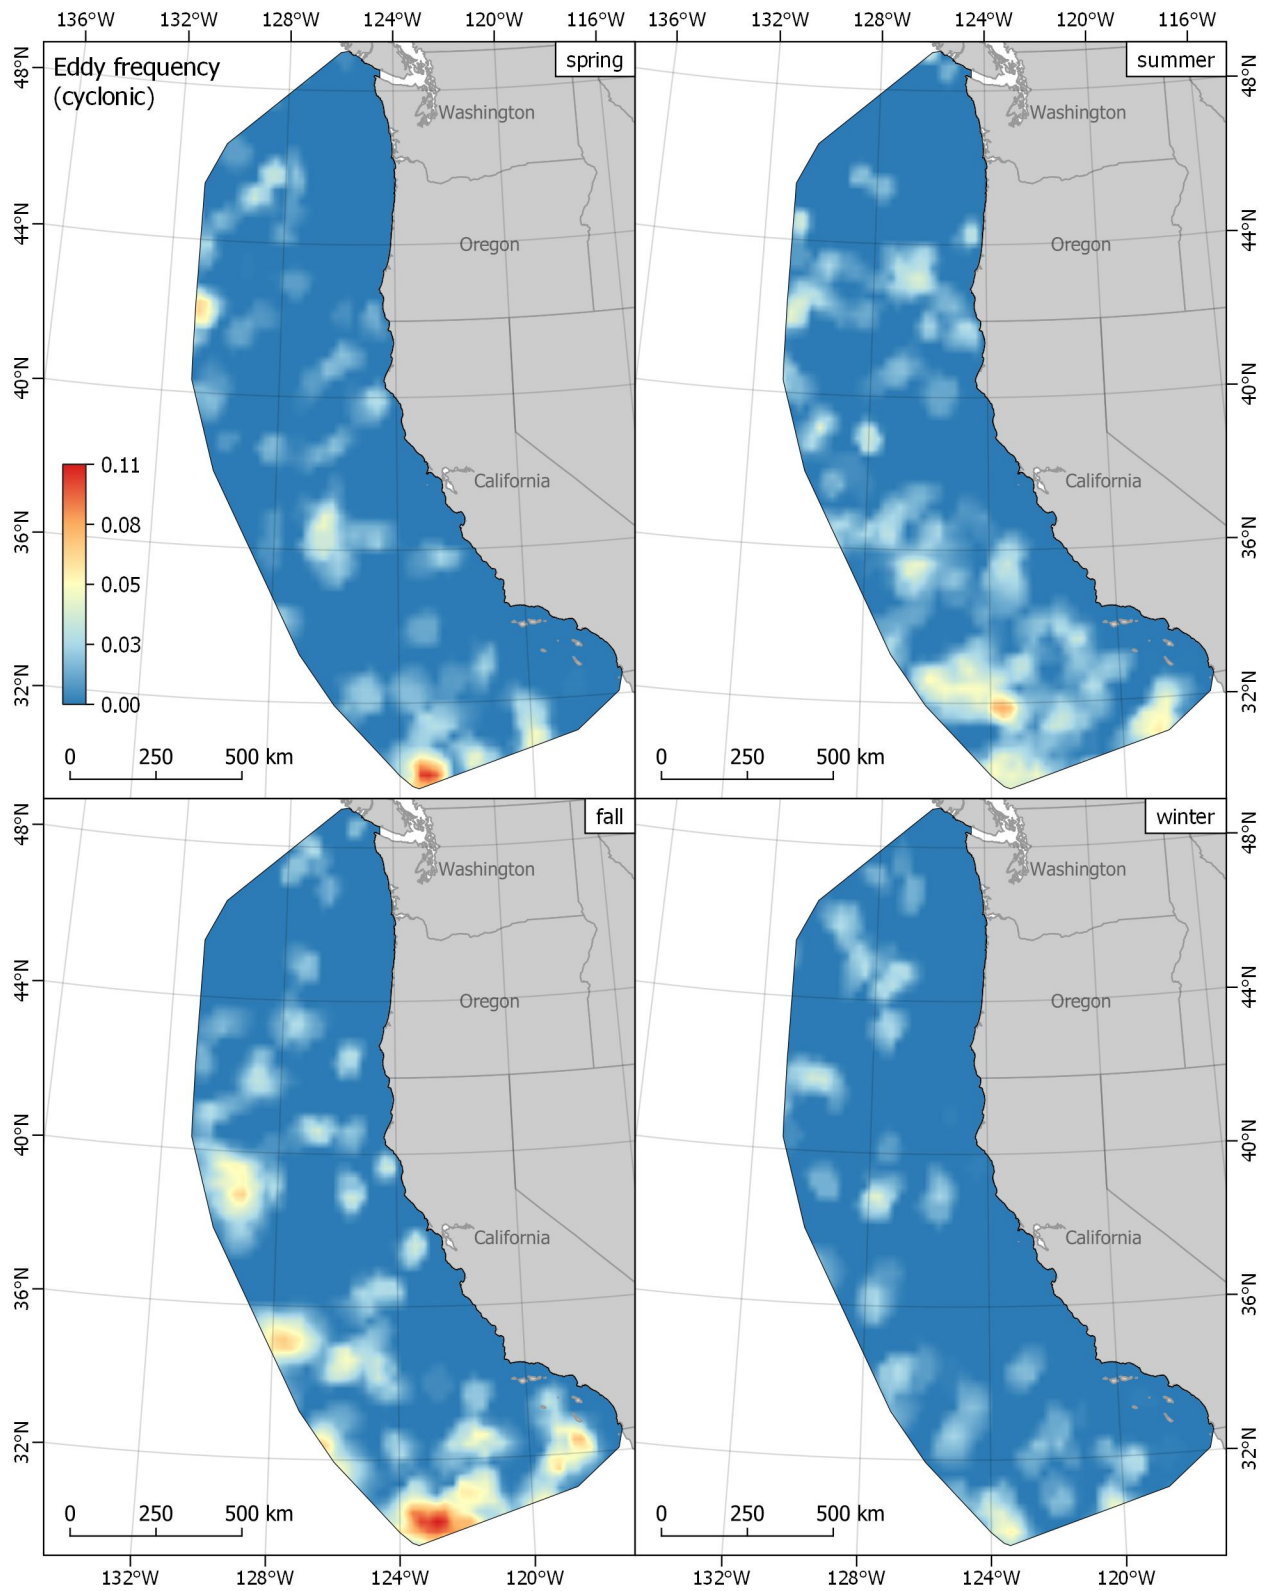 136°W 132°W 128°W 124°W 120°W 116°W 136°W 132°W 128°W 124°W 120°W 116°W
Eddy frequency
(cyclonic)
spring
48°N
44°N
40°N
36°N
32°N
Washington
Oregon
California
0.11
0.08
0.05
0.03
0.00
0 250 500 km
summer
48°N
44°N
40°N
36°N
32°N
Washington
Oregon
California
0 250 500 km
fall
48°N
44°N
40°N
36°N
32°N
Washington
Oregon
California
0 250 500 km
winter
48°N
44°N
40°N
36°N
32°N
Washington
Oregon
California
0 250 500 km
132°W 128°W 124°W 120°W 132°W 128°W 124°W 120°W